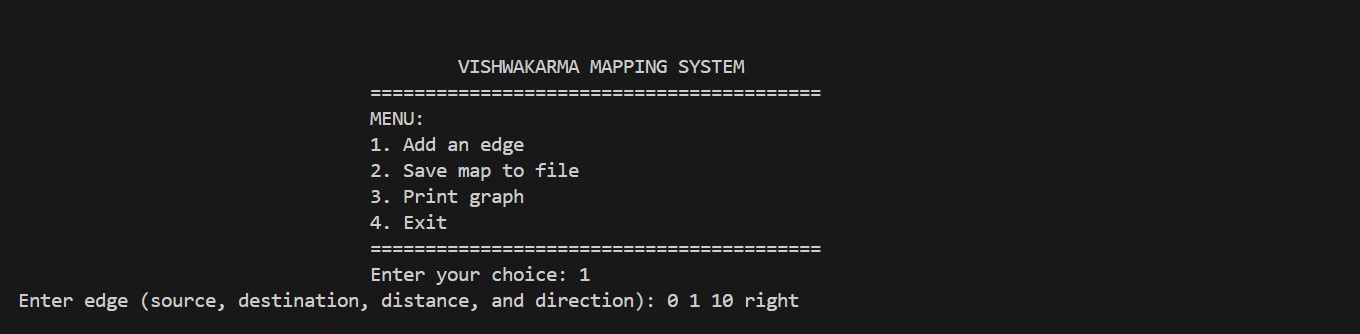 VISHWAKARMA MAPPING SYSTEM
=========================================
MENU:
1. Add an edge
2. Save map to file
3. Print graph
4. Exit
=========================================
Enter your choice: 1
Enter edge (source, destination, distance, and direction): 0 1 10 right